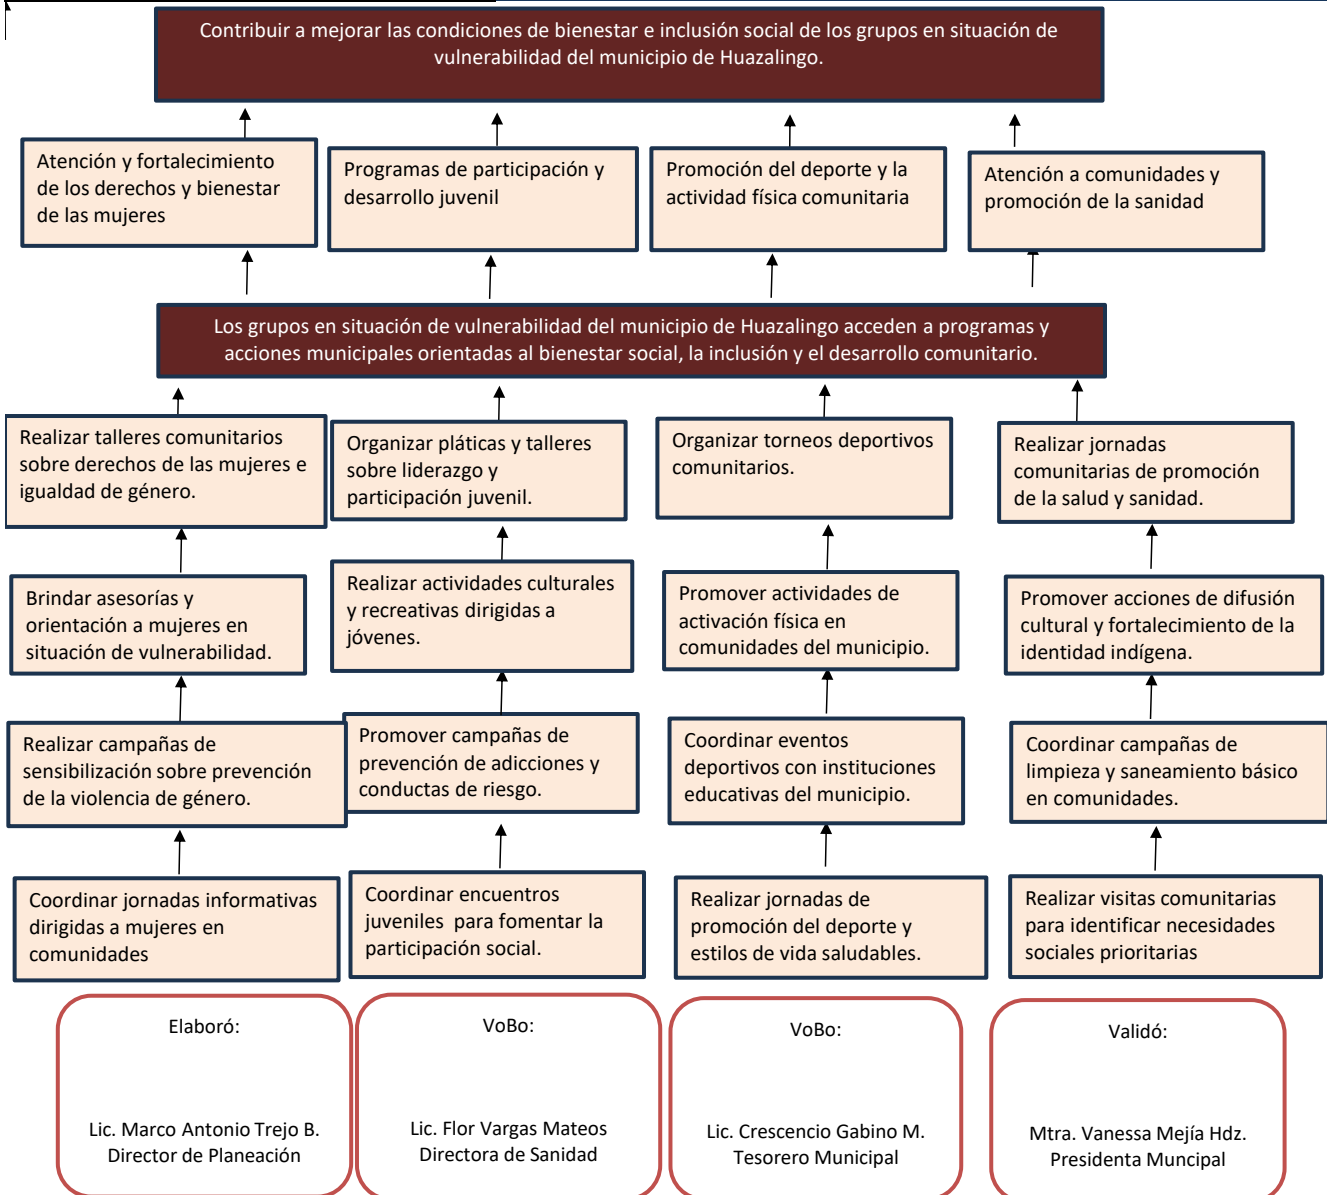 Contribuir a mejorar las condiciones de bienestar e inclusión social de los grupos en situación de
vulnerabilidad del municipio de Huazalingo.
Atención y fortalecimiento
de los derechos y bienestar
de las mujeres
Programas de participación y
desarrollo juvenil
Promoción del deporte y la
actividad física comunitaria
Atención a comunidades y
promoción de la sanidad
Los grupos en situación de vulnerabilidad del municipio de Huazalingo acceden a programas y
acciones municipales orientadas al bienestar social, la inclusión y el desarrollo comunitario.
Realizar talleres comunitarios
sobre derechos de las mujeres e
igualdad de género.
Organizar pláticas y talleres
sobre liderazgo y
participación juvenil.
Organizar torneos deportivos
comunitarios.
Realizar jornadas
comunitarias de promoción
de la salud y sanidad.
Brindar asesorías y
orientación a mujeres en
situación de vulnerabilidad.
Realizar actividades culturales
y recreativas dirigidas a
jóvenes.
Promover actividades de
activación física en
comunidades del municipio.
Promover acciones de difusión
cultural y fortalecimiento de la
identidad indígena.
Realizar campañas de
sensibilización sobre prevención
de la violencia de género.
Promover campañas de
prevención de adicciones y
conductas de riesgo.
Coordinar eventos
deportivos con instituciones
educativas del municipio.
Coordinar campañas de
limpieza y saneamiento básico
en comunidades.
Coordinar jornadas informativas
dirigidas a mujeres en
comunidades
Coordinar encuentros
juveniles  para fomentar la
participación social.
Realizar jornadas de
promoción del deporte y
estilos de vida saludables.
Realizar visitas comunitarias
para identificar necesidades
sociales prioritarias
Elaboró:
Lic. Marco Antonio Trejo B.
Director de Planeación
VoBo:
Lic. Flor Vargas Mateos
Directora de Sanidad
VoBo:
Lic. Crescencio Gabino M.
Tesorero Municipal
Validó:
Mtra. Vanessa Mejía Hdz.
Presidenta Muncipal